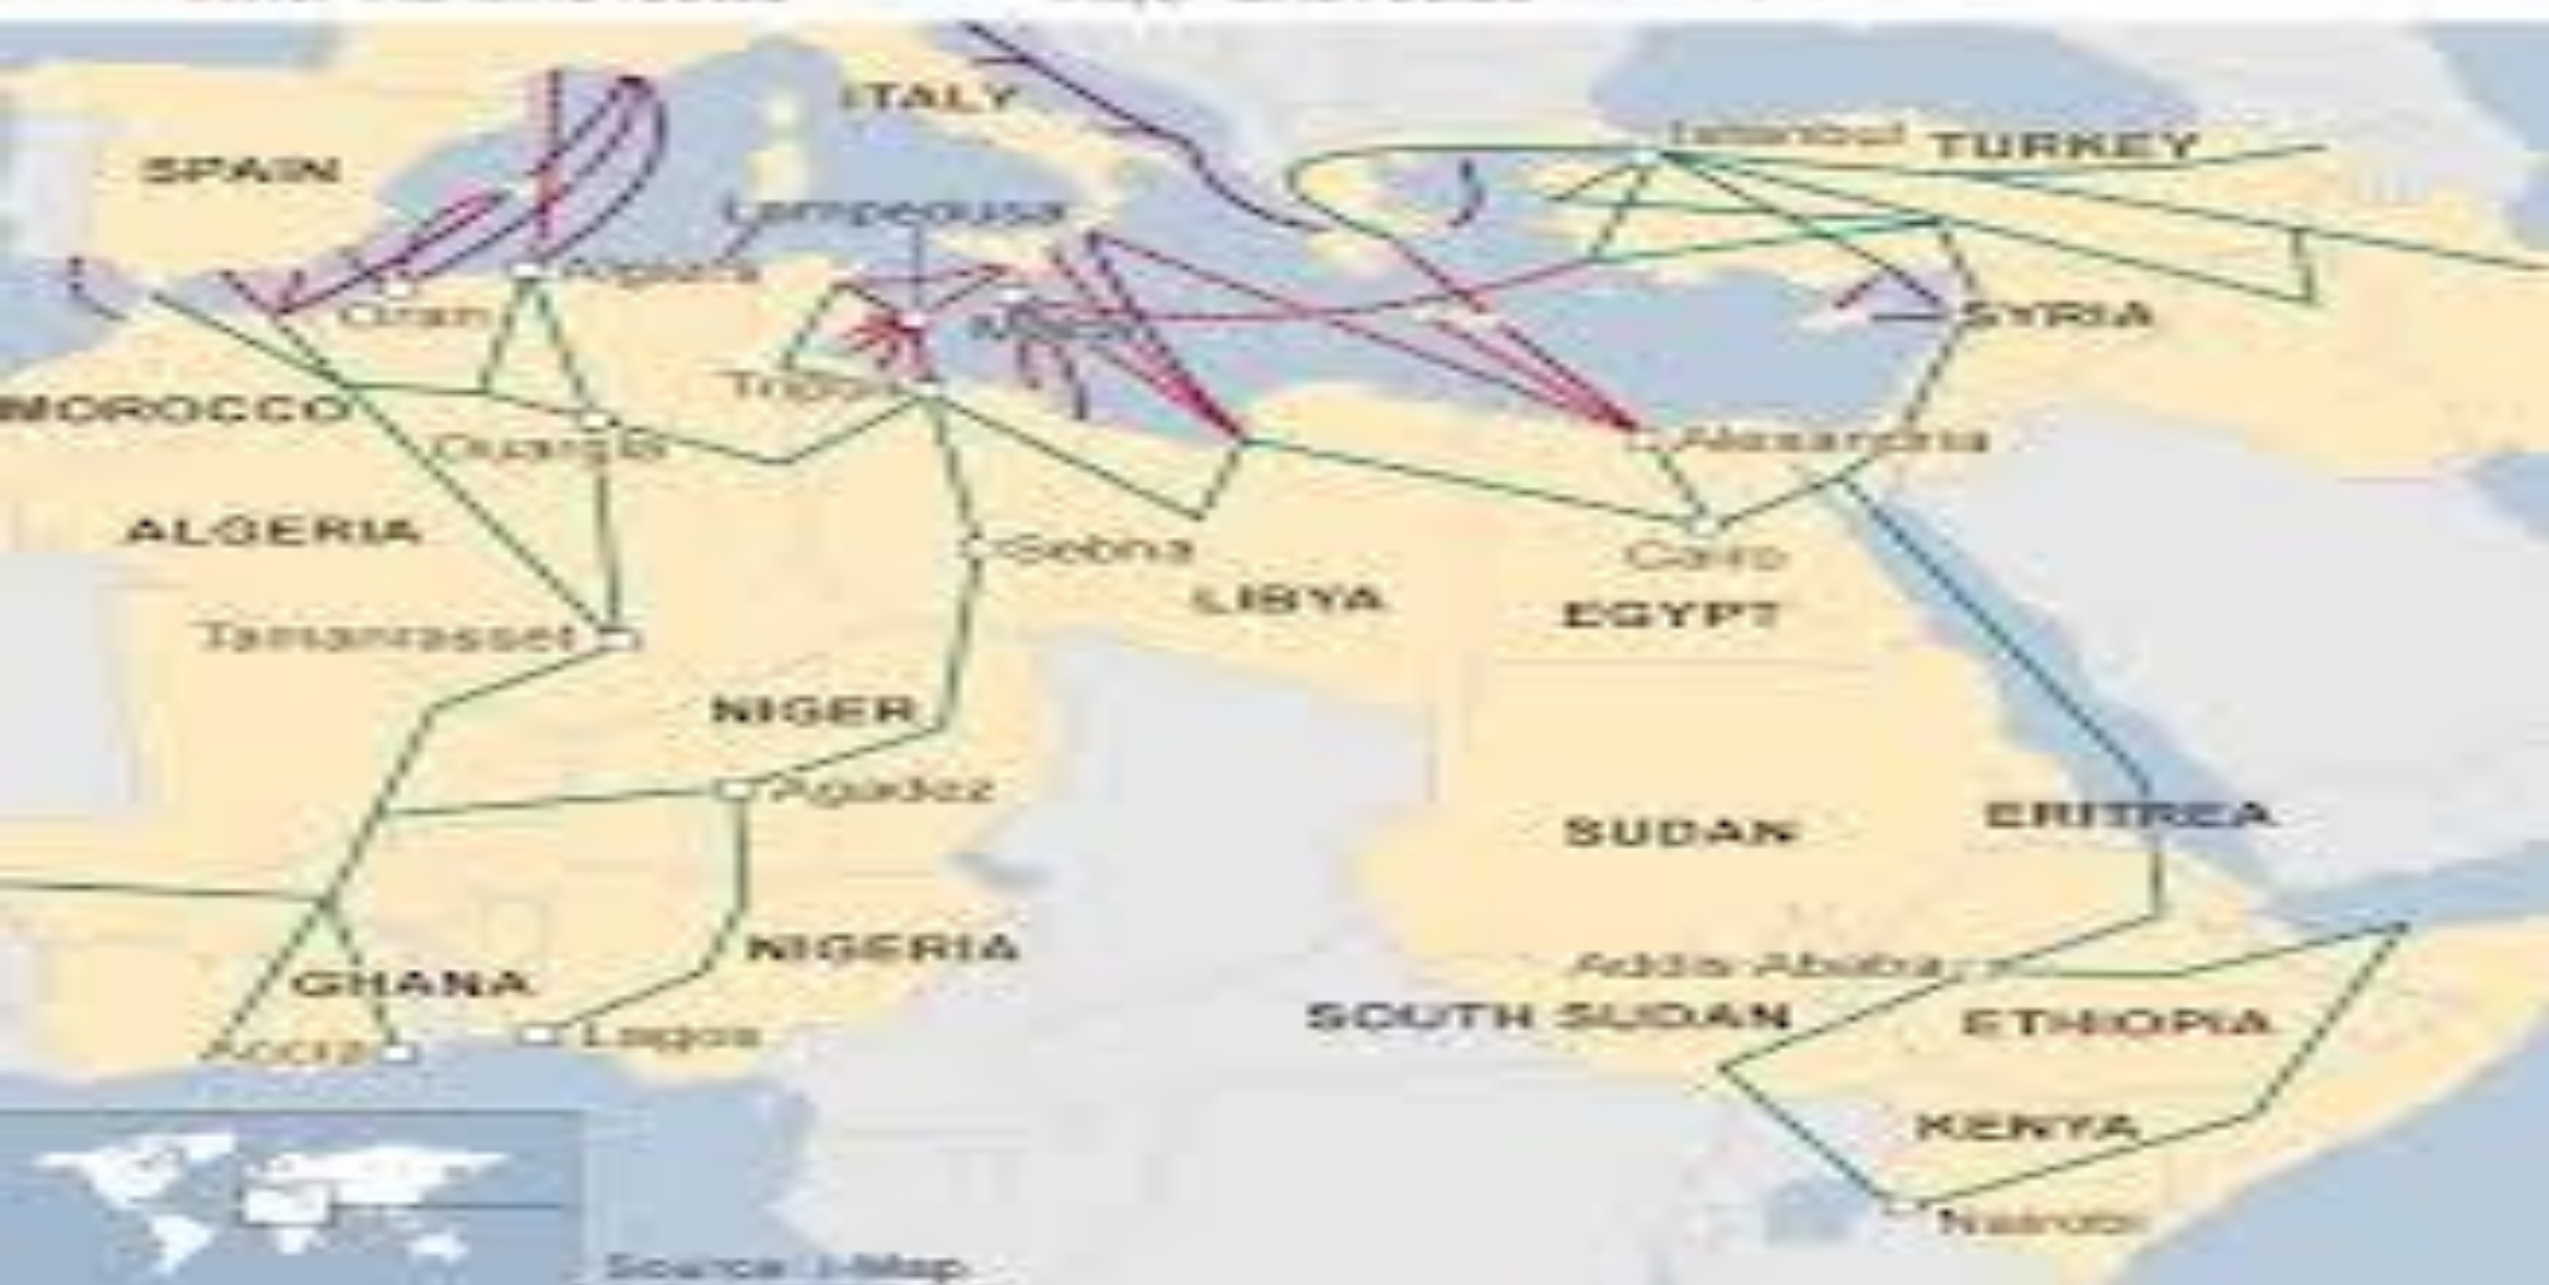 ITALY
Istanbul TURKEY
SPAIN
Lampedusa
Algiers
Oran
SYRIA
Tripoli
MOROCCO
Ouargla
Alexandria
ALGERIA
Sebha
Cairo
LIBYA
EGYPT
Tamanrasset
NIGER
Agadez
SUDAN
ERITREA
NIGERIA
Addis Ababa
GHANA
SOUTH SUDAN
ETHIOPIA
Accra
Lagos
KENYA
Nairobi
Source: i-Map